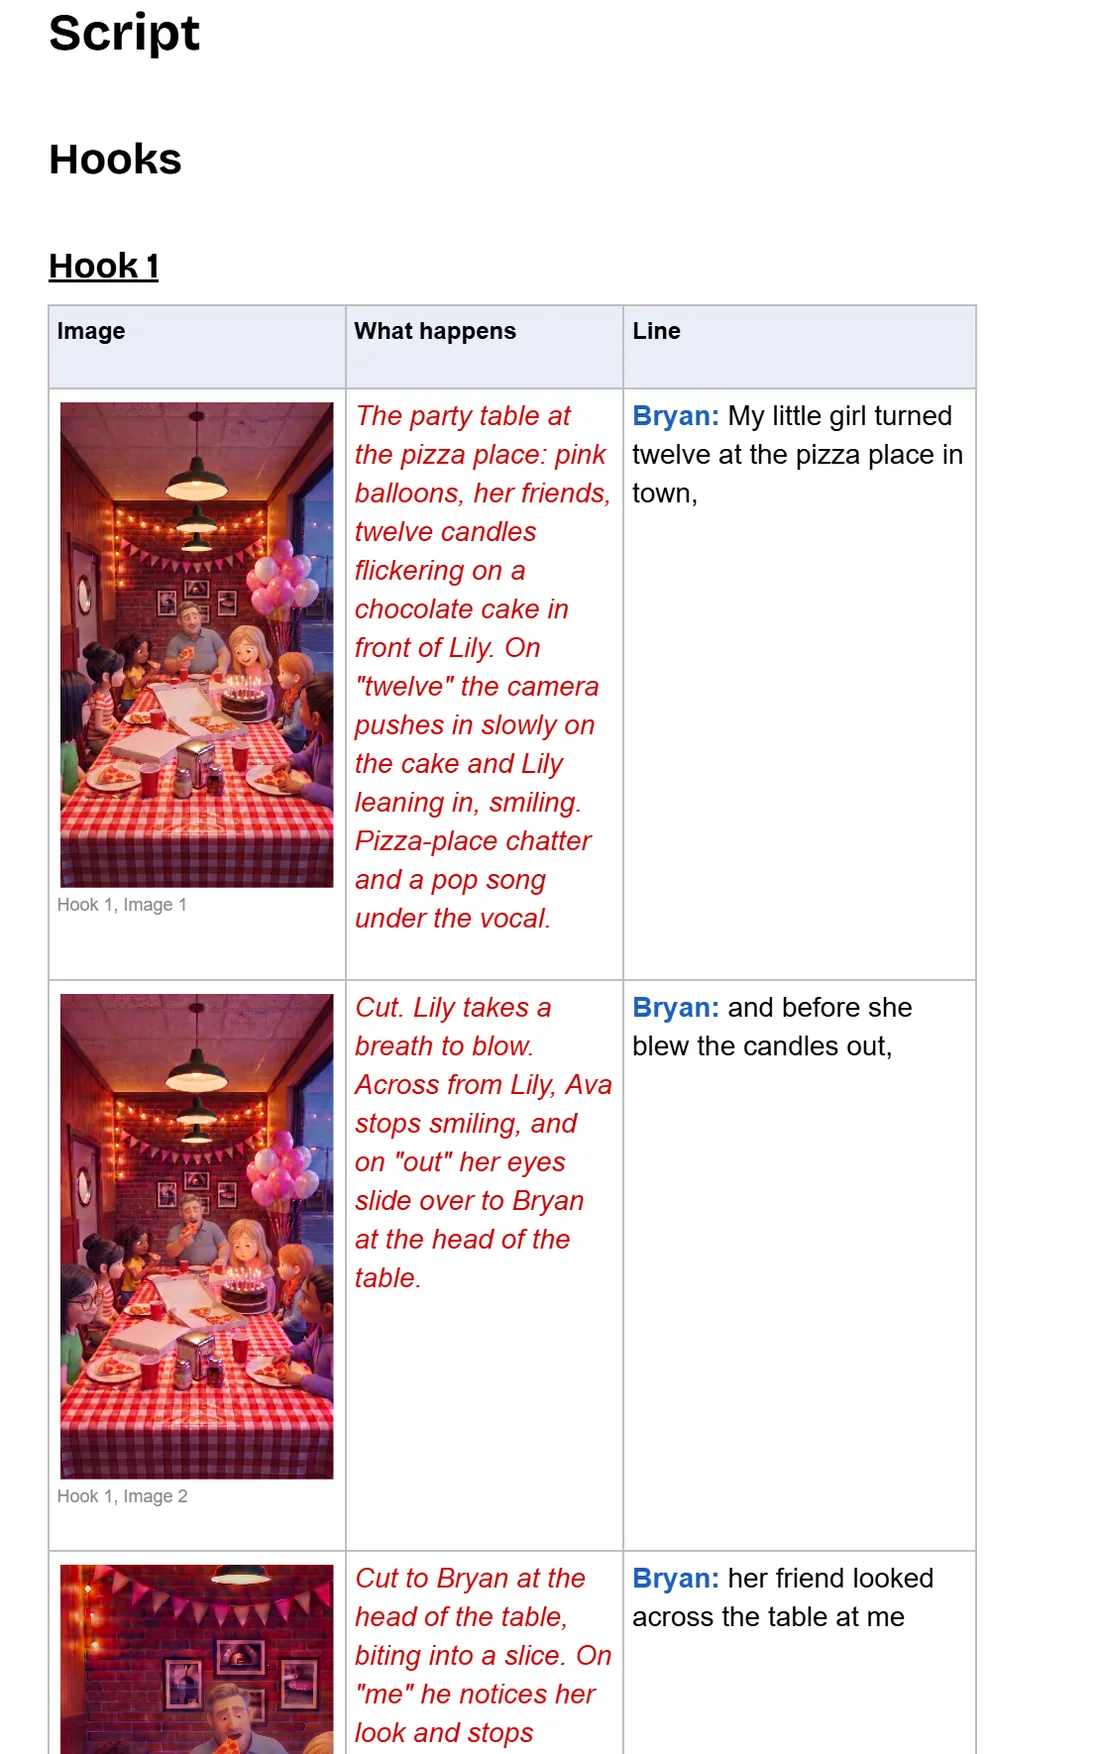 Script
Hooks
Hook 1
Image
What happens
Line
The party table at
the pizza place: pink
balloons, her friends,
twelve candles
flickering on a
chocolate cake in
front of Lily. On
"twelve" the camera
pushes in slowly on
the cake and Lily
leaning in, smiling.
Pizza-place chatter
and a pop song
under the vocal.
Bryan: My little girl turned
twelve at the pizza place in
town,
Hook 1, Image 1
Cut. Lily takes a
breath to blow.
Across from Lily, Ava
stops smiling, and
on "out" her eyes
slide over to Bryan
at the head of the
table.
Bryan: and before she
blew the candles out,
Hook 1, Image 2
Cut to Bryan at the
head of the table,
biting into a slice. On
"me" he notices her
look and stops
Bryan: her friend looked
across the table at me